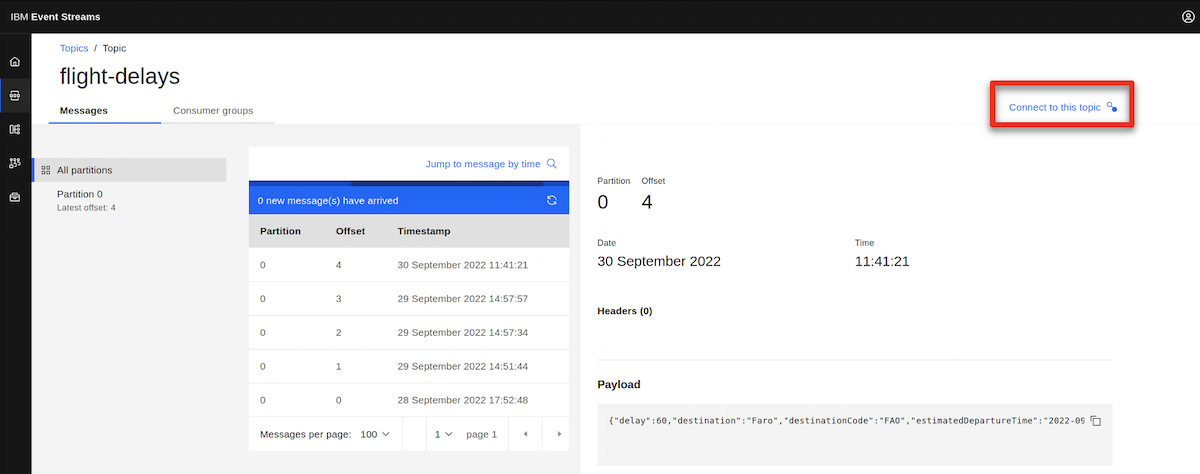 IBM Event Streams
Topics / Topic
flight-delays
Messages Consumer groups
Connect to this topic
All partitions
Partition 0
Latest offset: 4
Jump to message by time
0 new message(s) have arrived
Partition Offset Timestamp
0 4 30 September 2022 11:41:21
0 3 29 September 2022 14:57:57
0 2 29 September 2022 14:57:34
0 1 29 September 2022 14:51:44
0 0 28 September 2022 17:52:48
Messages per page: 100 1 page 1
Partition Offset
0 4
Date Time
30 September 2022 11:41:21
Headers (0)
Payload
{"delay":60,"destination":"Faro","destinationCode":"FAO","estimatedDepartureTime":"2022-09